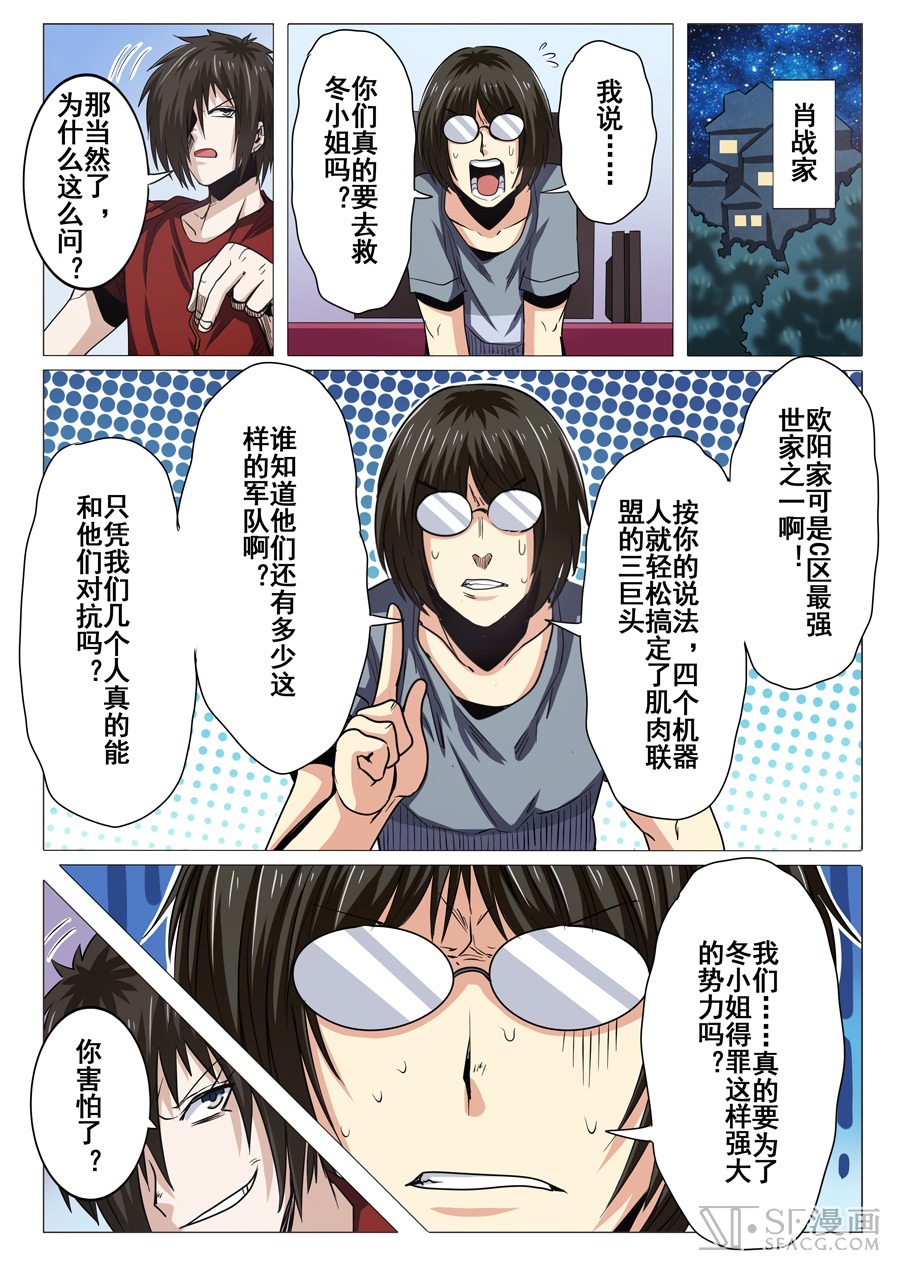 肖战家
我说……
你们真的要去救
冬小姐吗？
那当然了，
为什么这么问？
欧阳家可是C区最强
世家之一啊！
按你的说法，四个机器
人就轻松搞定了肌肉联
盟的三巨头
谁知道他们还有多少这
样的军队啊？
只凭我们几个人真的能
和他们对抗吗？
我们……真的要为了
冬小姐得罪这样强大
的势力吗？
你害怕了？
SF漫画
SFACG.COM